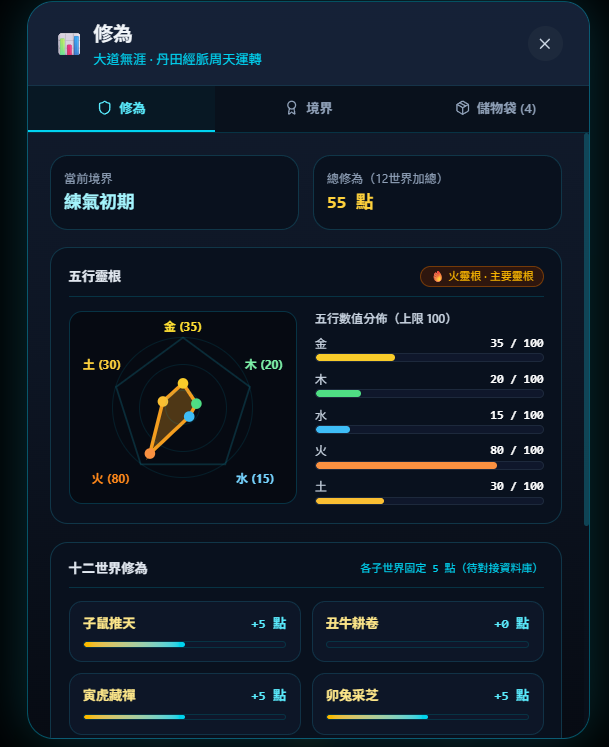 修為
大道無涯 · 丹田經脈周天運轉
修為
境界
儲物袋 (4)
當前境界
練氣初期
總修為（12世界加總）
55 點
五行靈根
火靈根 · 主要靈根
金 (35)
土 (30)
木 (20)
火 (80)
水 (15)
五行數值分佈（上限 100）
金 35 / 100
木 20 / 100
水 15 / 100
火 80 / 100
土 30 / 100
十二世界修為
各子世界固定 5 點（待對接資料庫）
子鼠推天 +5 點
丑牛耕卷 +0 點
寅虎藏禪 +5 點
卯兔采芝 +5 點